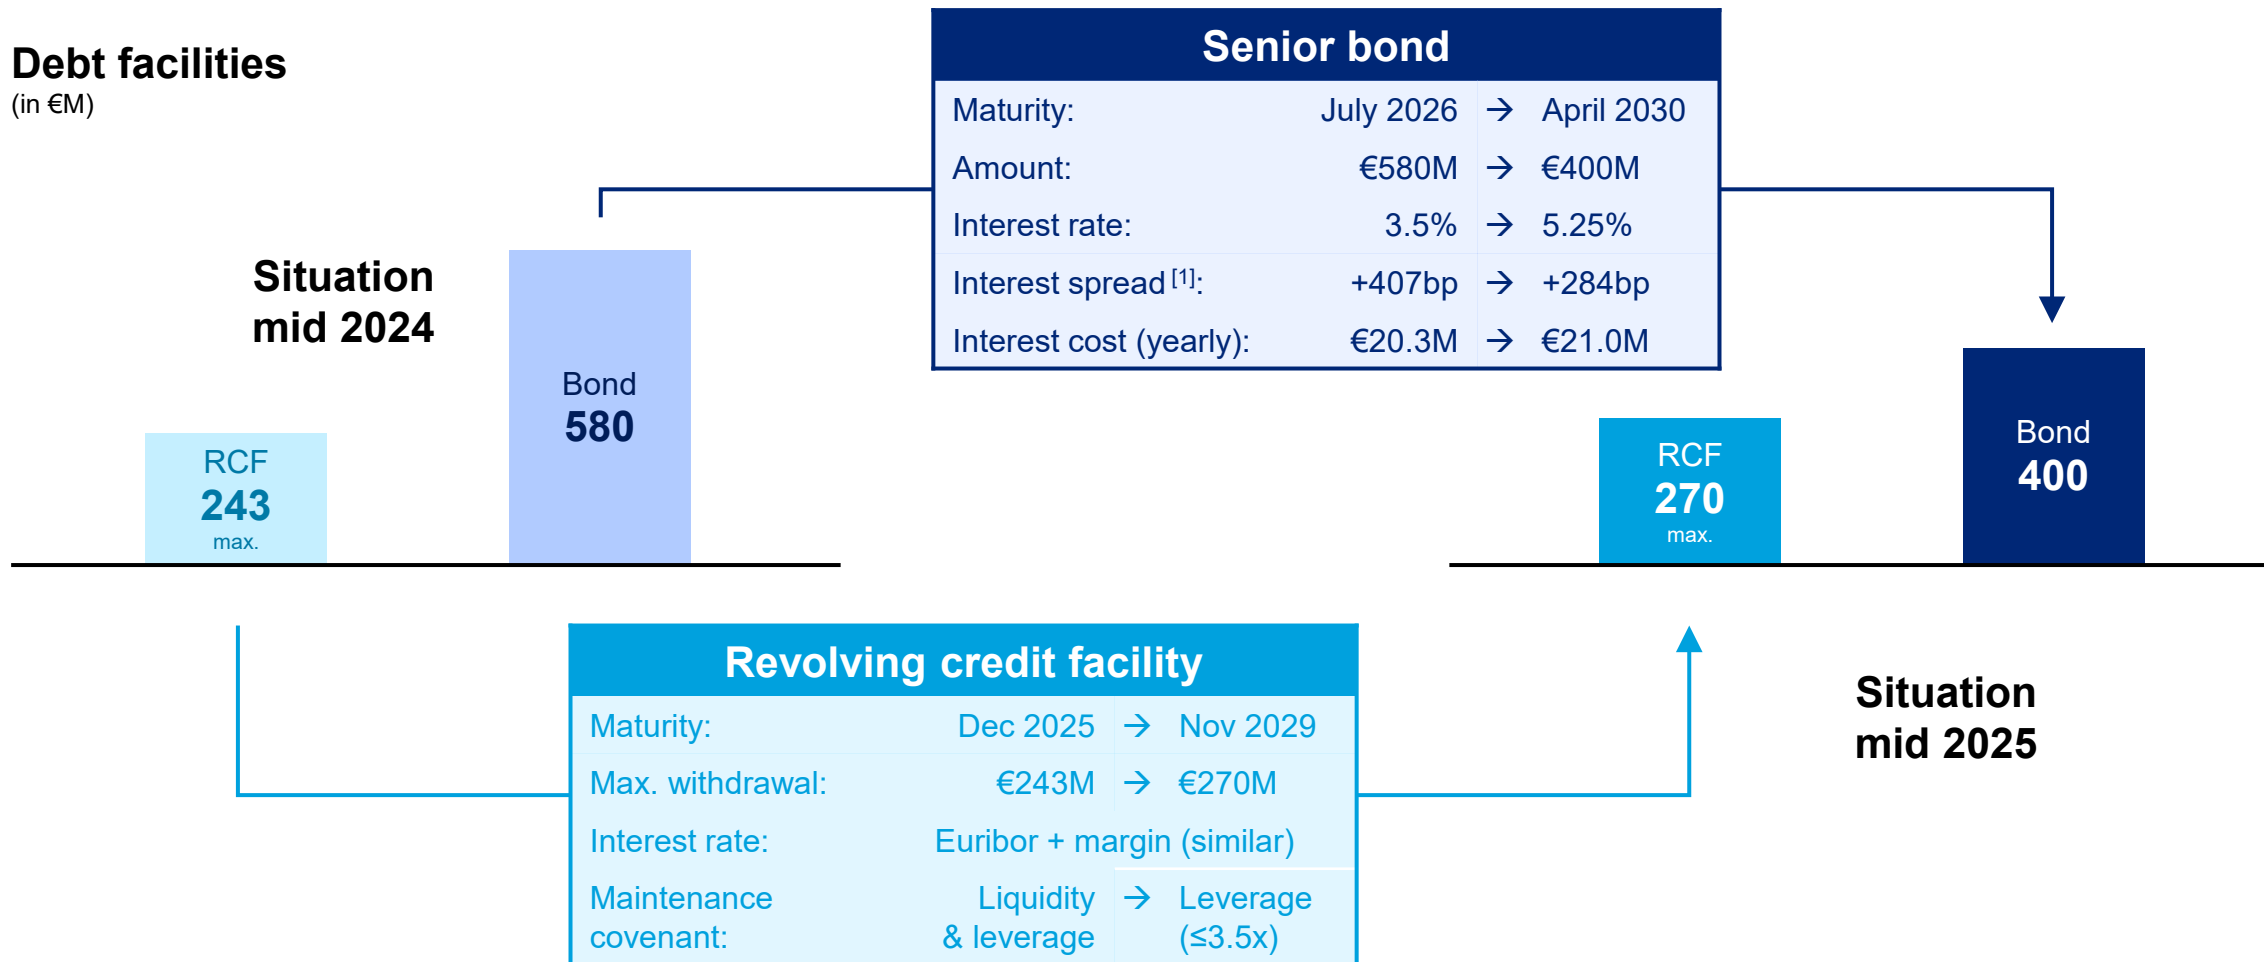 Debt facilities
(in €M)
Senior bond
Maturity: July 2026 → April 2030
Amount: €580M → €400M
Interest rate: 3.5% → 5.25%
Interest spread [1]: +407bp → +284bp
Interest cost (yearly): €20.3M → €21.0M
Situation
mid 2024
RCF
243
max.
Bond
580
RCF
270
max.
Bond
400
Revolving credit facility
Maturity: Dec 2025 → Nov 2029
Max. withdrawal: €243M → €270M
Interest rate: Euribor + margin (similar)
Maintenance Liquidity → Leverage
covenant: & leverage (≤3.5x)
Situation
mid 2025